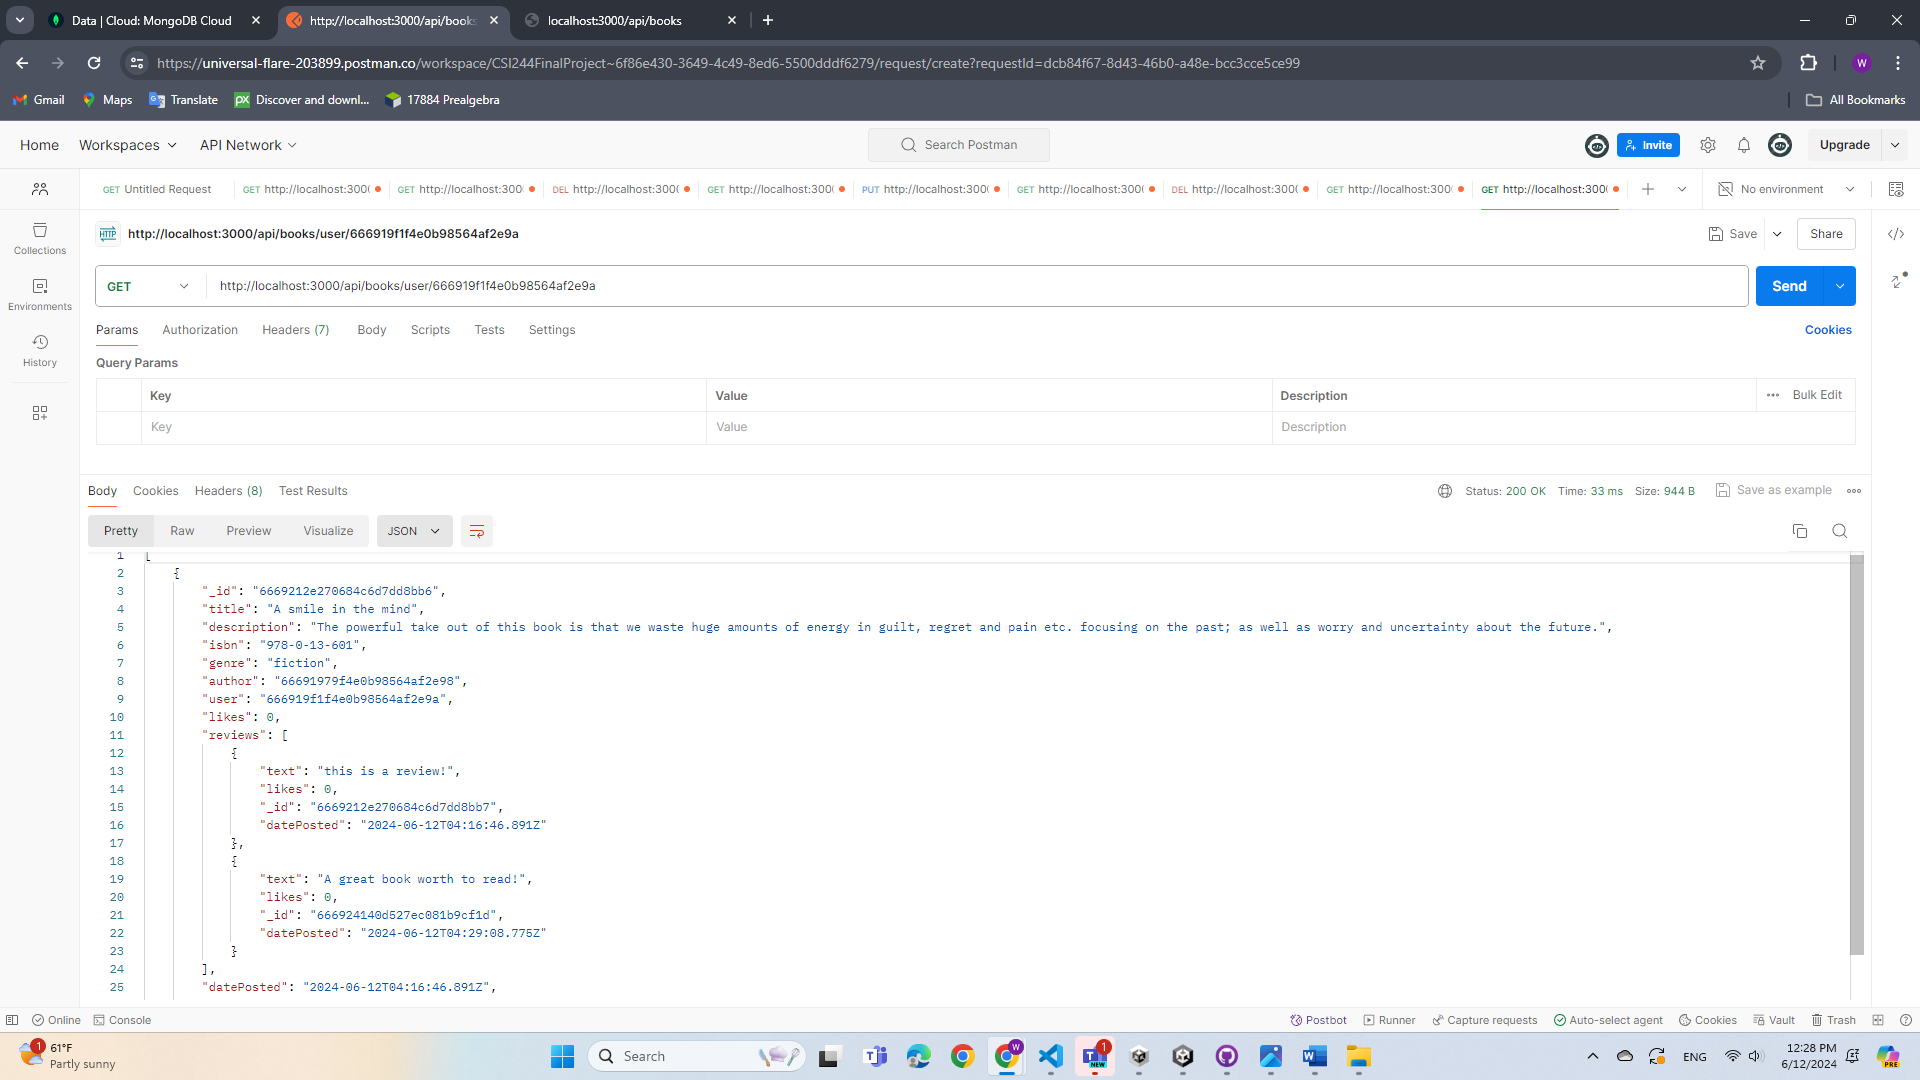 Data | Cloud: MongoDB Cloud
http://localhost:3000/api/books
localhost:3000/api/books
https://universal-flare-203899.postman.co/workspace/CSI244FinalProject~6f86e430-3649-4c49-8ed6-5500dddf6279/request/create?requestId=dcb84f67-8d43-46b0-a48e-bcc3cce5ce99
W
Gmail
Maps
Translate
Discover and downl...
17884 Prealgebra
All Bookmarks
Home
Workspaces
API Network
Search Postman
Invite
Upgrade
GET Untitled Request
GET http://localhost:300
GET http://localhost:300
DEL http://localhost:300
GET http://localhost:300
PUT http://localhost:300
GET http://localhost:300
DEL http://localhost:300
GET http://localhost:300
GET http://localhost:300
No environment
Collections
Environments
History
HTTP http://localhost:3000/api/books/user/666919f1f4e0b98564af2e9a
Save
Share
GET http://localhost:3000/api/books/user/666919f1f4e0b98564af2e9a
Send
Params Authorization Headers (7) Body Scripts Tests Settings
Cookies
Query Params
Key Value Description
Bulk Edit
Key Value Description
Body Cookies Headers (8) Test Results
Status: 200 OK Time: 33 ms Size: 944 B
Save as example
Pretty Raw Preview Visualize JSON
1 [
2 {
3 "_id": "6669212e270684c6d7dd8bb6",
4 "title": "A smile in the mind",
5 "description": "The powerful take out of this book is that we waste huge amounts of energy in guilt, regret and pain etc. focusing on the past; as well as worry and uncertainty about the future.",
6 "isbn": "978-0-13-601",
7 "genre": "fiction",
8 "author": "66691979f4e0b98564af2e98",
9 "user": "666919f1f4e0b98564af2e9a",
10 "likes": 0,
11 "reviews": [
12 {
13 "text": "this is a review!",
14 "likes": 0,
15 "_id": "6669212e270684c6d7dd8bb7",
16 "datePosted": "2024-06-12T04:16:46.891Z"
17 },
18 {
19 "text": "A great book worth to read!",
20 "likes": 0,
21 "_id": "666924140d527ec081b9cf1d",
22 "datePosted": "2024-06-12T04:29:08.775Z"
23 }
24 ],
25 "datePosted": "2024-06-12T04:16:46.891Z",
Online
Console
Postbot
Runner
Capture requests
Auto-select agent
Cookies
Vault
Trash
1
61°F
Partly sunny
Search
W
1
NEW
ENG
12:28 PM
6/12/2024
PRE